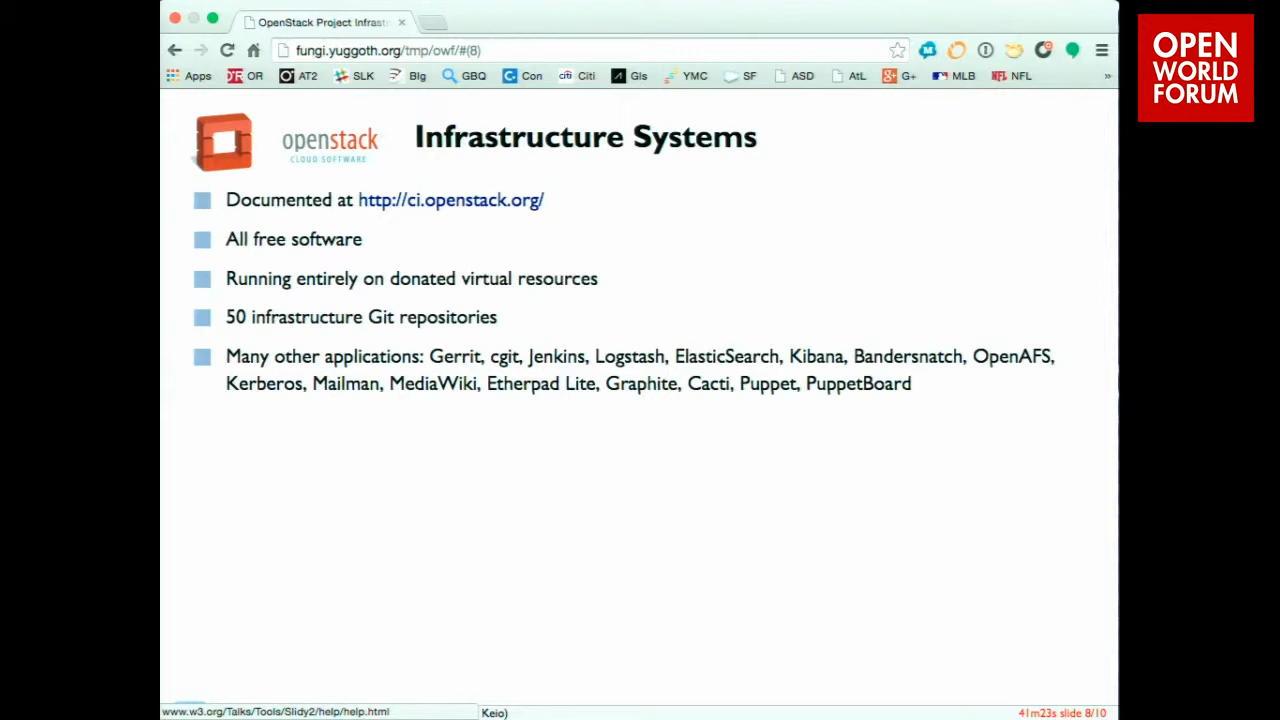 OpenStack Project Infrast
fungi.yuggoth.org/tmp/owf/#(8)
Apps OR AT2 SLK Blg GBQ Con citi Citi Gls YMC SF ASD AtL G+ MLB NFL »
OPEN
WORLD
FORUM
openstack
CLOUD SOFTWARE
Infrastructure Systems
Documented at http://ci.openstack.org/
All free software
Running entirely on donated virtual resources
50 infrastructure Git repositories
Many other applications: Gerrit, cgit, Jenkins, Logstash, ElasticSearch, Kibana, Bandersnatch, OpenAFS,
Kerberos, Mailman, MediaWiki, Etherpad Lite, Graphite, Cacti, Puppet, PuppetBoard
www.w3.org/Talks/Tools/Slidy2/help/help.html
Keio)
41m23s slide 8/10